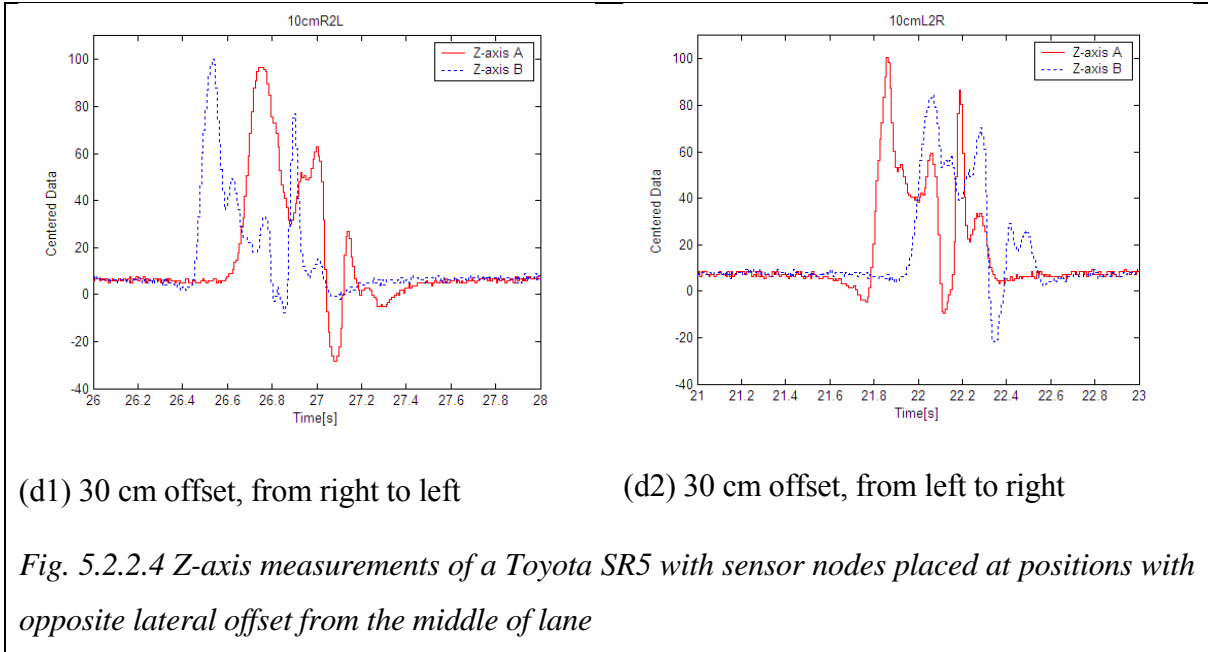 10cmR2L
Z-axis A
Z-axis B
100
80
60
40
20
0
-20
-40
Centered Data
26 26.2 26.4 26.6 26.8 27 27.2 27.4 27.6 27.8 28
Time[s]
10cmL2R
Z-axis A
Z-axis B
100
80
60
40
20
0
-20
-40
Centered Data
21 21.2 21.4 21.6 21.8 22 22.2 22.4 22.6 22.8 23
Time[s]
(d1) 30 cm offset, from right to left
(d2) 30 cm offset, from left to right
Fig. 5.2.2.4 Z-axis measurements of a Toyota SR5 with sensor nodes placed at positions with
opposite lateral offset from the middle of lane